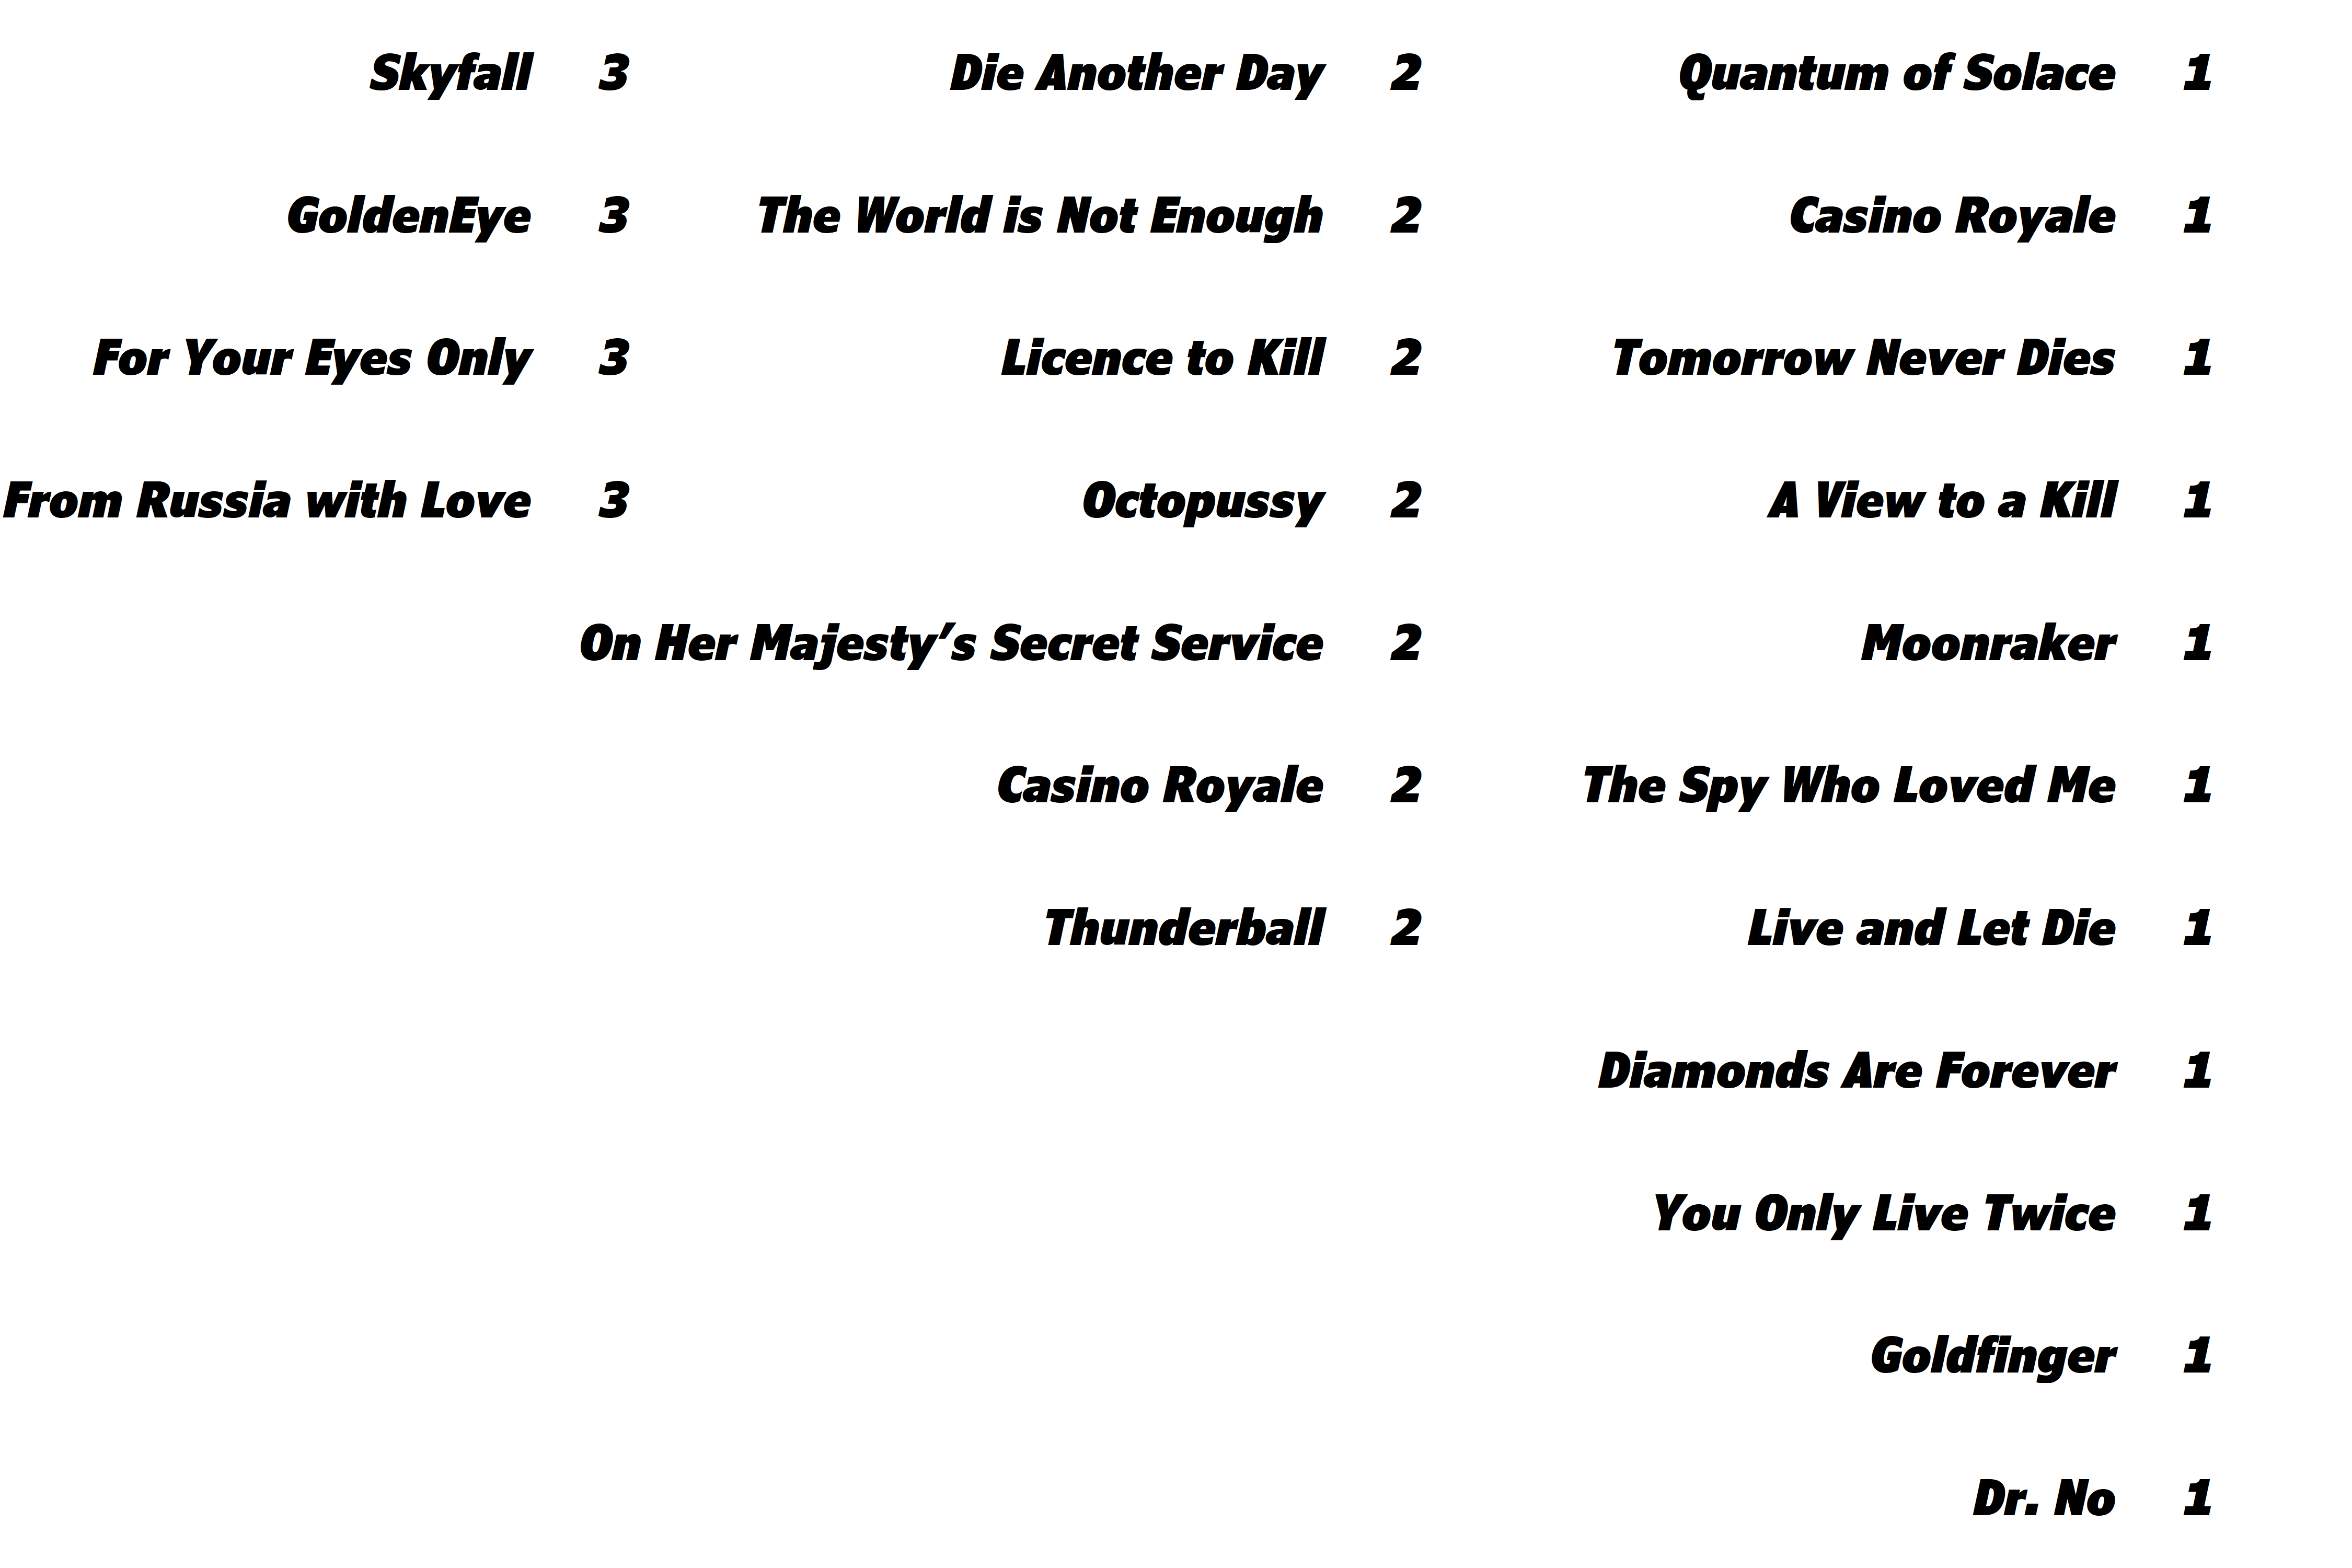 Skyfall 3 Die Another Day 2 Quantum of Solace 1
GoldenEye 3 The World is Not Enough 2 Casino Royale 1
For Your Eyes Only 3 Licence to Kill 2 Tomorrow Never Dies 1
From Russia with Love 3 Octopussy 2 A View to a Kill 1
On Her Majesty's Secret Service 2 Moonraker 1
Casino Royale 2 The Spy Who Loved Me 1
Thunderball 2 Live and Let Die 1
Diamonds Are Forever 1
You Only Live Twice 1
Goldfinger 1
Dr. No 1